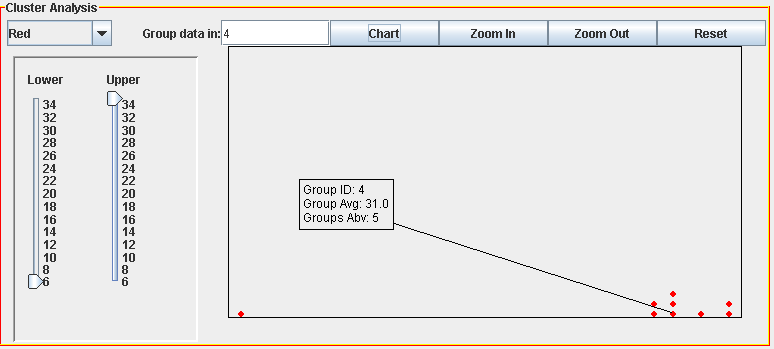 Cluster Analysis
Red
Group data in:
4
Chart
Zoom In
Zoom Out
Reset
Lower
Upper
34
32
30
28
26
24
22
20
18
16
14
12
10
8
6
34
32
30
28
26
24
22
20
18
16
14
12
10
8
6
Group ID: 4
Group Avg: 31.0
Groups Abv: 5